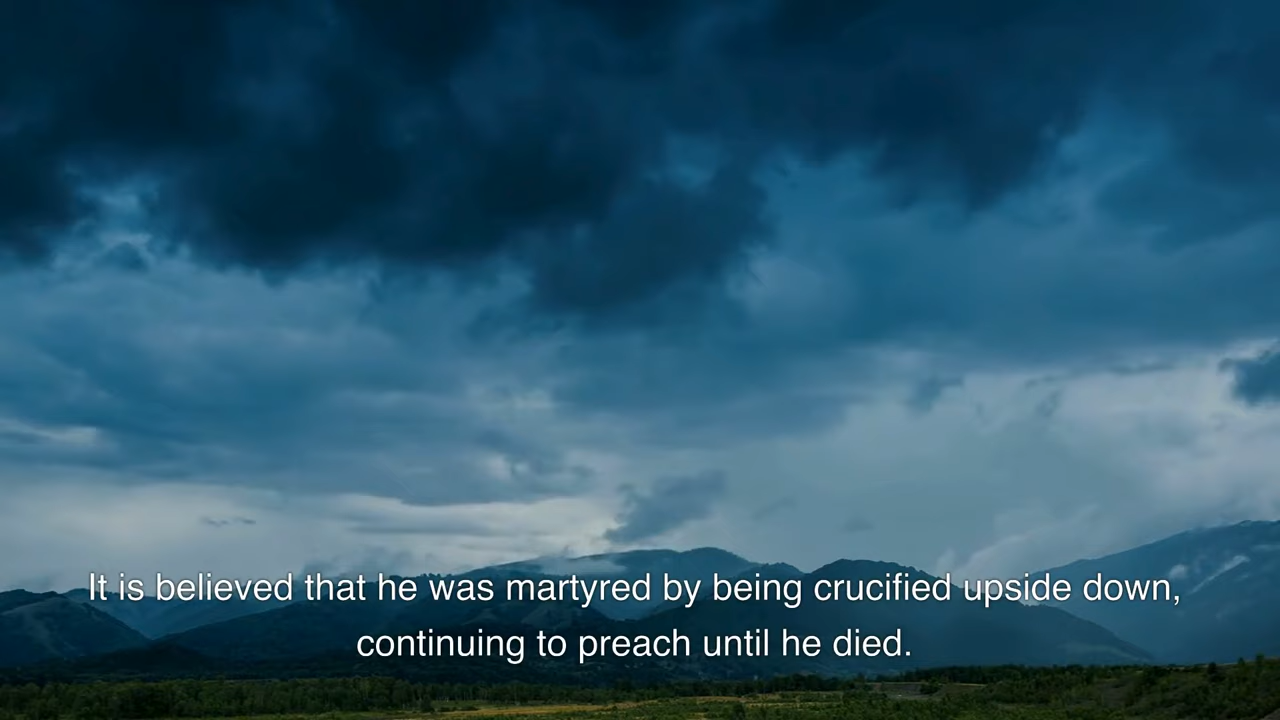 It is believed that he was martyred by being crucified upside down,
continuing to preach until he died.